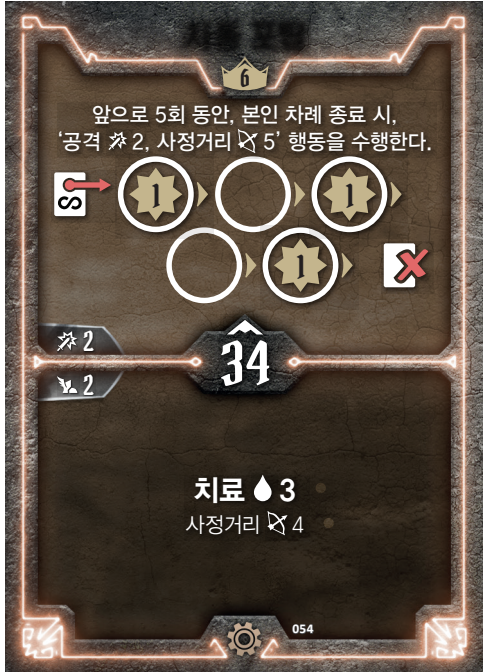 6
앞으로 5회 동안, 본인 차례 종료 시,
‘공격 2, 사정거리 5’ 행동을 수행한다.
S 1 1
1
2
34
2
치료 3
사정거리 4
054